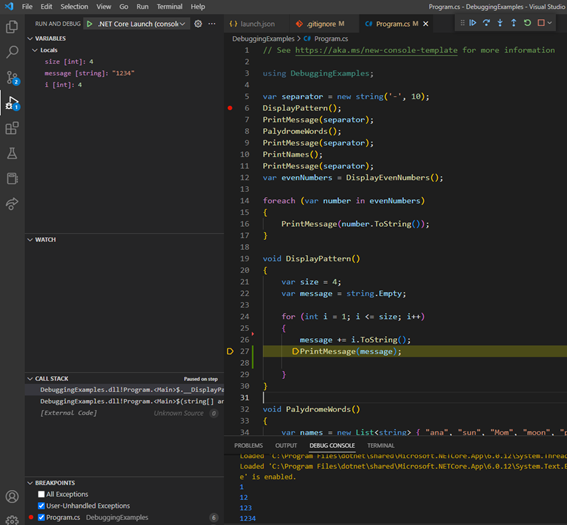 File Edit Selection View Go Run Terminal Help
Program.cs - DebuggingExamples - Visual Studio
RUN AND DEBUG
.NET Core Launch (consol
launch.json
.gitignore M
Program.cs M
VARIABLES
Locals
size [int]: 4
message [string]: "1234"
i [int]: 4
WATCH
CALL STACK
Paused on step
DebuggingExamples.dll!Program.<Main>$.__DisplayPa
DebuggingExamples.dll!Program.<Main>$(string[] ar
[External Code] Unknown Source 0
BREAKPOINTS
All Exceptions
User-Unhandled Exceptions
Program.cs DebuggingExamples 6
2
1
DebuggingExamples > Program.cs
1 // See https://aka.ms/new-console-template for more information
2
3 using DebuggingExamples;
4
5 var separator = new string('-', 10);
6 DisplayPattern();
7 PrintMessage(separator);
8 PalydromeWords();
9 PrintMessage(separator);
10 PrintNames();
11 PrintMessage(separator);
12 var evenNumbers = DisplayEvenNumbers();
13
14 foreach (var number in evenNumbers)
15 {
16 PrintMessage(number.ToString());
17 }
18
19 void DisplayPattern()
20 {
21 var size = 4;
22 var message = string.Empty;
23
24 for (int i = 1; i <= size; i++)
25 {
26 message += i.ToString();
27 PrintMessage(message);
28
29 }
30 }
31
32 void PalydromeWords()
33 {
34 var names = new List<string> { "ana", "sun", "Mom", "moon", "p
PROBLEMS OUTPUT DEBUG CONSOLE TERMINAL
Loaded 'C:\Program Files\dotnet\shared\Microsoft.NETCore.App\6.0.12\System.Threa
Loaded 'C:\Program Files\dotnet\shared\Microsoft.NETCore.App\6.0.12\System.Text.E
e' is enabled.
1
12
123
1234